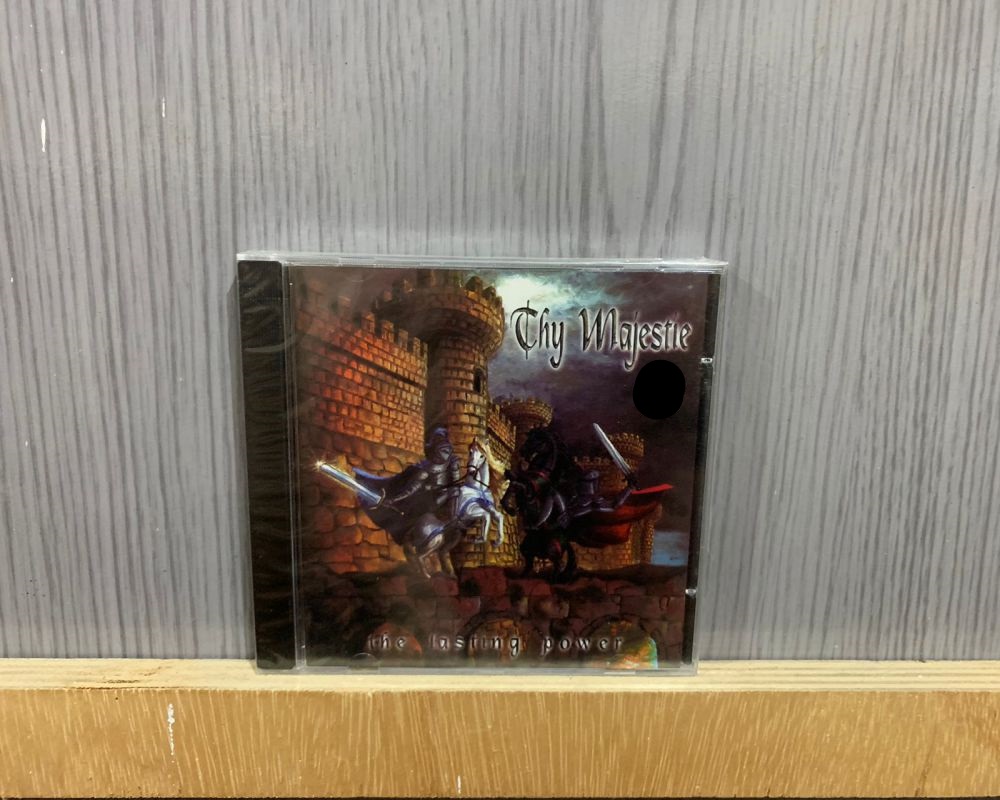 Thy Majestie
the lasting power